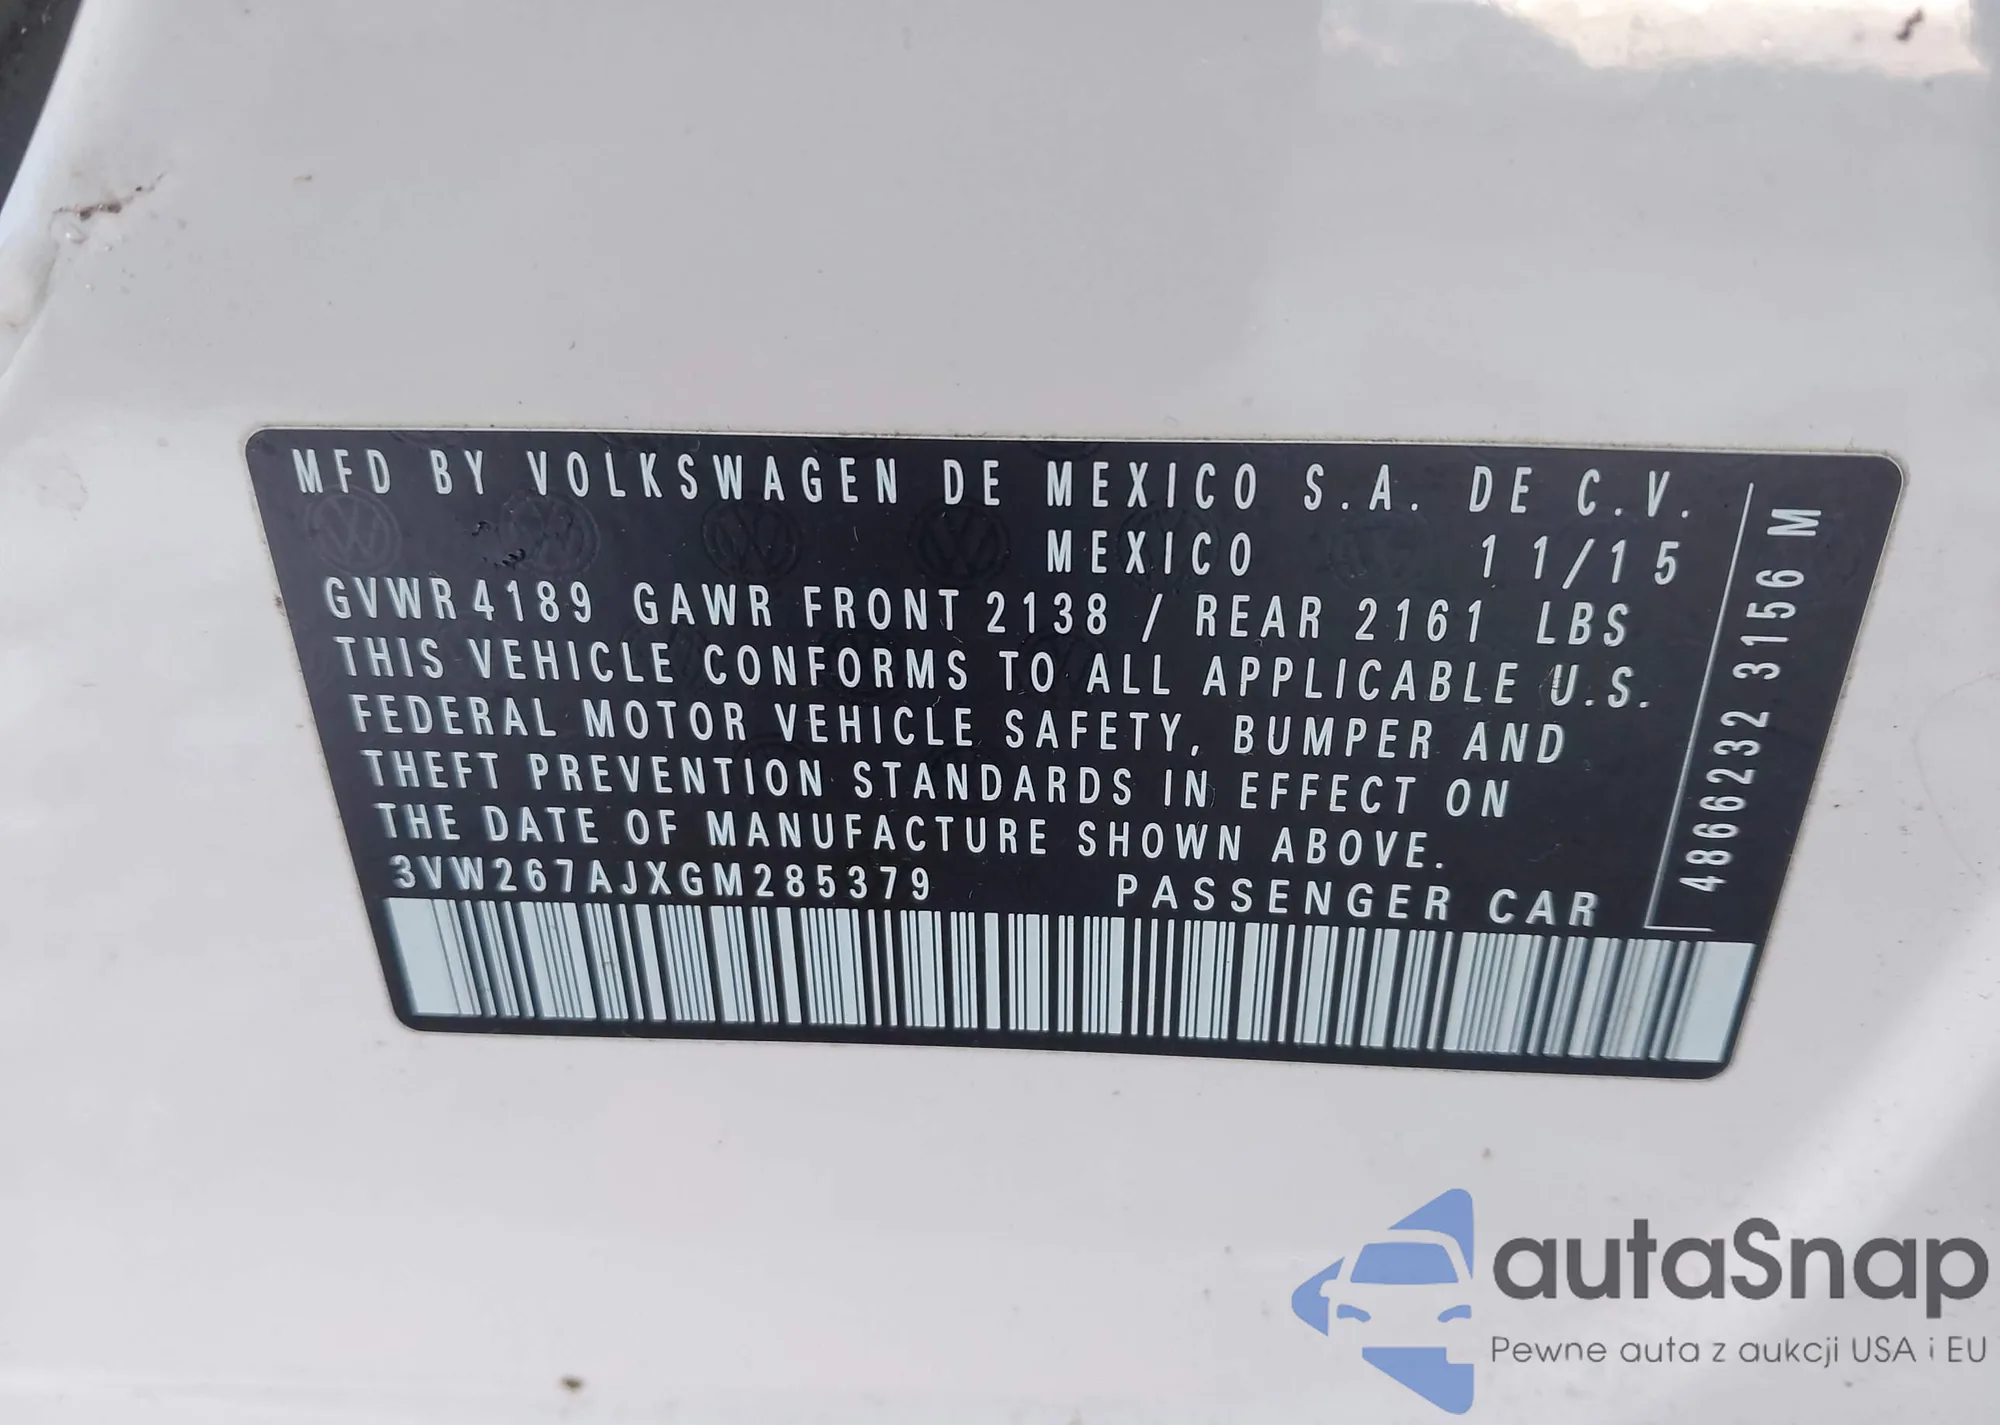 MFD BY VOLKSWAGEN DE MEXICO S.A. DE C.V.
MEXICO 11/15
GVWR 4189 GAWR FRONT 2138 / REAR 2161 LBS
THIS VEHICLE CONFORMS TO ALL APPLICABLE U.S.
FEDERAL MOTOR VEHICLE SAFETY, BUMPER AND
THEFT PREVENTION STANDARDS IN EFFECT ON
THE DATE OF MANUFACTURE SHOWN ABOVE.
3VW267AJXGM285379 PASSENGER CAR
4866232 3156 M
autaSnap
Pewne auta z aukcji USA i EU